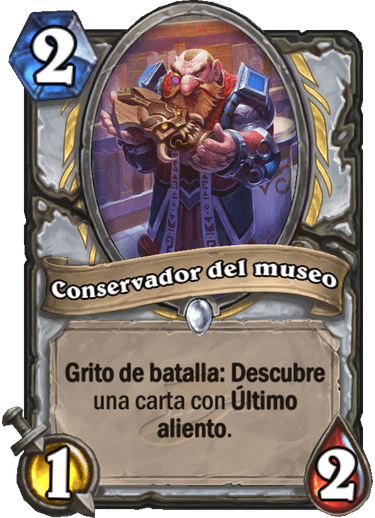 2
Conservador del museo
Grito de batalla: Descubre
una carta con Último
aliento.
1
2